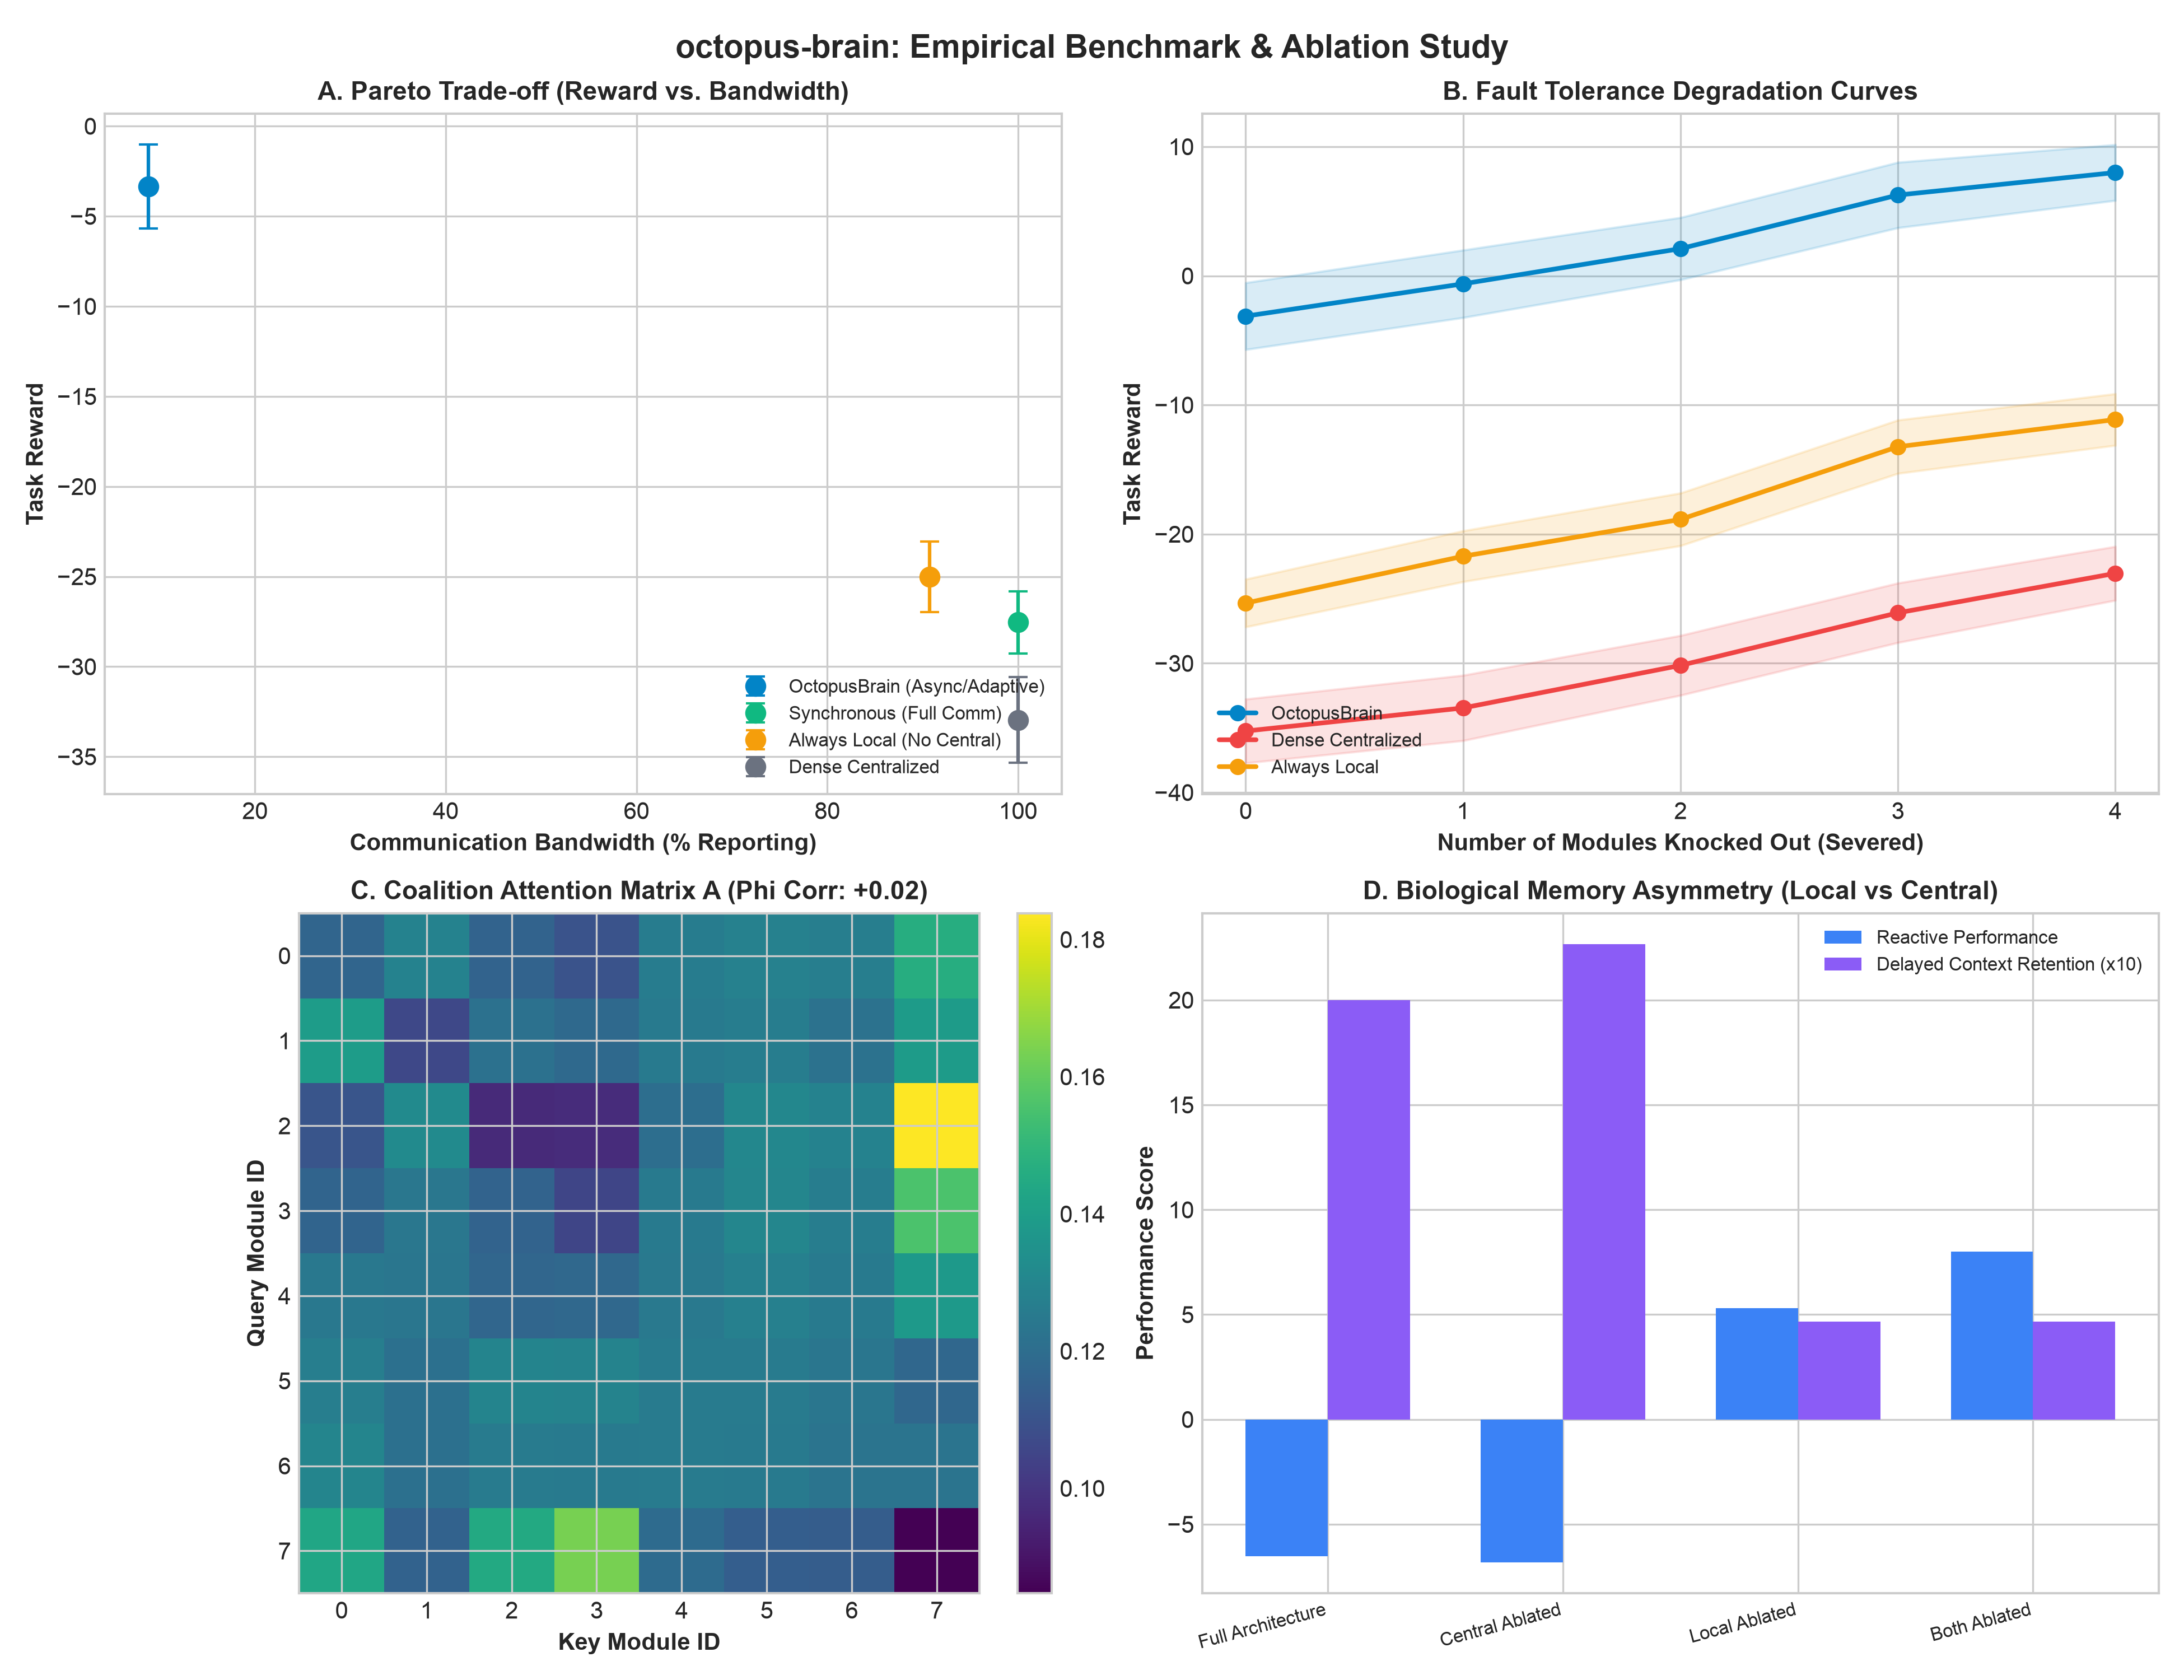 octopus-brain: Empirical Benchmark & Ablation Study
A. Pareto Trade-off (Reward vs. Bandwidth)
0
−5
−10
−15
−20
−25
−30
−35
Task Reward
OctopusBrain (Async/Adaptive)
Synchronous (Full Comm)
Always Local (No Central)
Dense Centralized
20 40 60 80 100
Communication Bandwidth (% Reporting)
B. Fault Tolerance Degradation Curves
10
0
−10
−20
−30
−40
Task Reward
OctopusBrain
Dense Centralized
Always Local
0 1 2 3 4
Number of Modules Knocked Out (Severed)
C. Coalition Attention Matrix A (Phi Corr: +0.02)
0
1
2
3
4
5
6
7
Query Module ID
0 1 2 3 4 5 6 7
Key Module ID
0.18
0.16
0.14
0.12
0.10
D. Biological Memory Asymmetry (Local vs Central)
Reactive Performance
Delayed Context Retention (x10)
20
15
10
5
0
−5
Performance Score
Full Architecture
Central Ablated
Local Ablated
Both Ablated